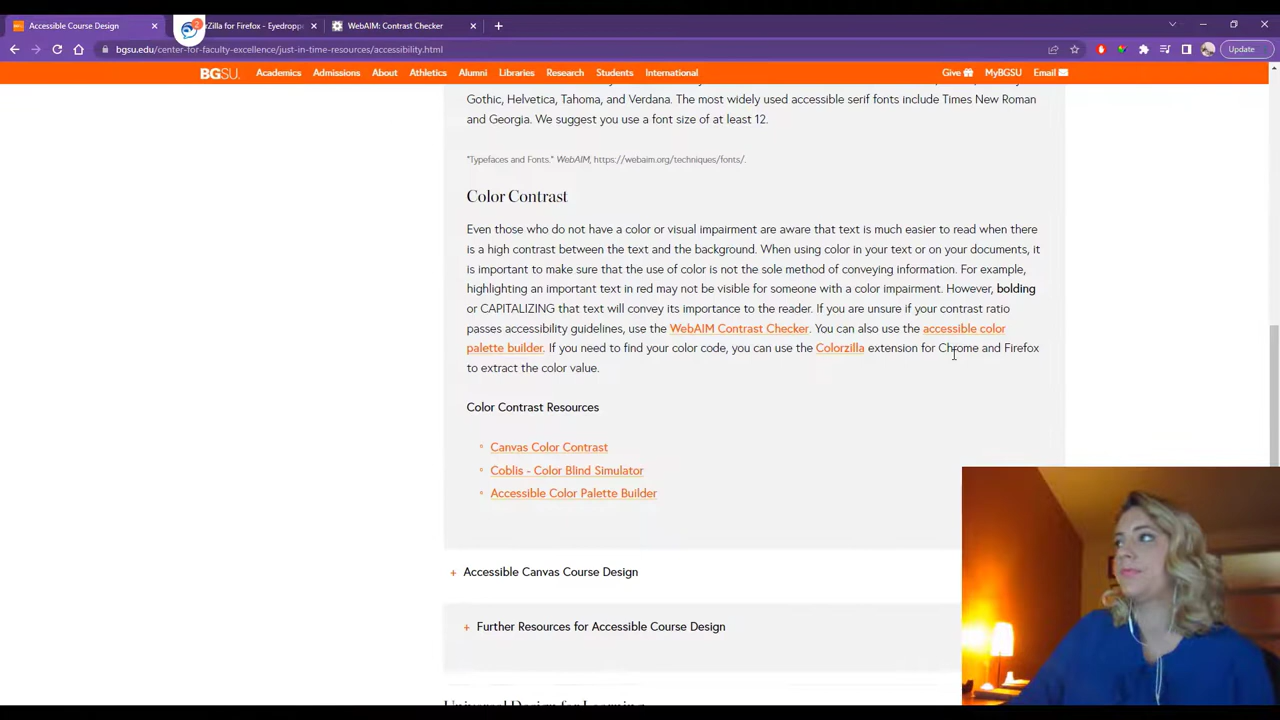 Accessible Course Design
2
Zilla for Firefox - Eyedroppe
WebAIM: Contrast Checker
bgsu.edu/center-for-faculty-excellence/just-in-time-resources/accessibility.html
Update
BGSU. Academics Admissions About Athletics Alumni Libraries Research Students International Give MyBGSU Email
Gothic, Helvetica, Tahoma, and Verdana. The most widely used accessible serif fonts include Times New Roman
and Georgia. We suggest you use a font size of at least 12.
"Typefaces and Fonts." WebAIM, https://webaim.org/techniques/fonts/.
Color Contrast
Even those who do not have a color or visual impairment are aware that text is much easier to read when there
is a high contrast between the text and the background. When using color in your text or on your documents, it
is important to make sure that the use of color is not the sole method of conveying information. For example,
highlighting an important text in red may not be visible for someone with a color impairment. However, bolding
or CAPITALIZING that text will convey its importance to the reader. If you are unsure if your contrast ratio
passes accessibility guidelines, use the WebAIM Contrast Checker. You can also use the accessible color
palette builder. If you need to find your color code, you can use the Colorzilla extension for Chrome and Firefox
to extract the color value.
Color Contrast Resources
Canvas Color Contrast
Coblis - Color Blind Simulator
Accessible Color Palette Builder
+ Accessible Canvas Course Design
+ Further Resources for Accessible Course Design
Universal Design for Learning